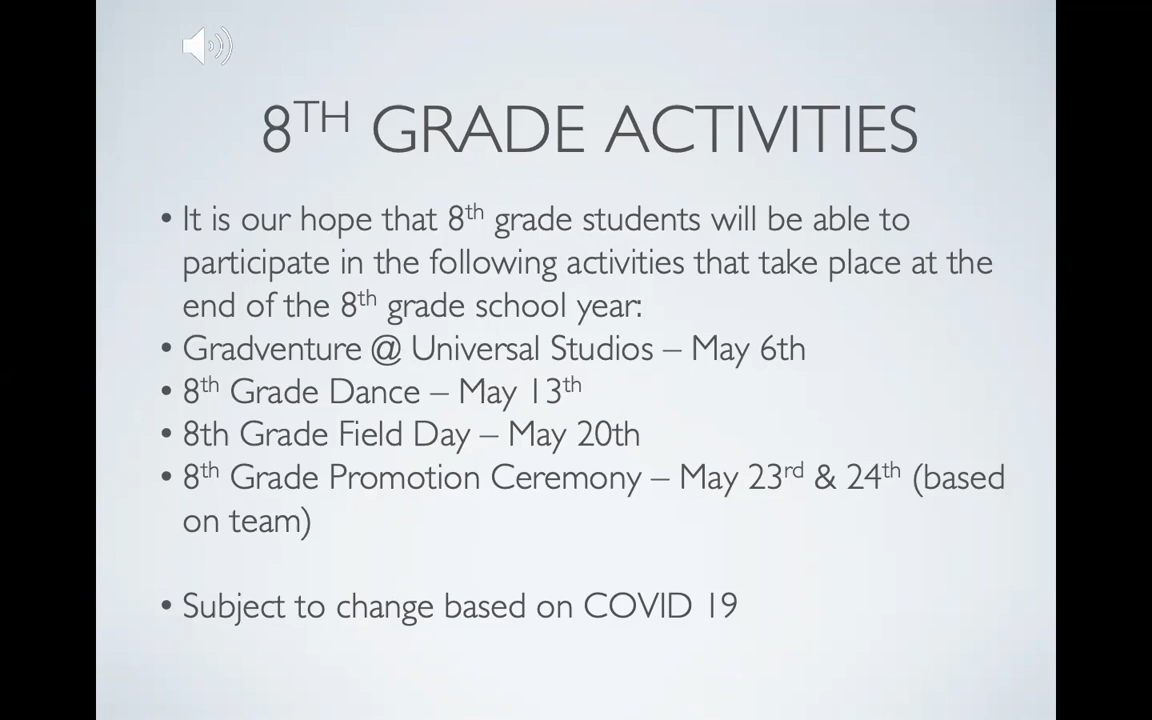 8TH GRADE ACTIVITIES
• It is our hope that 8th grade students will be able to
participate in the following activities that take place at the
end of the 8th grade school year:
• Gradventure @ Universal Studios – May 6th
• 8th Grade Dance – May 13th
• 8th Grade Field Day – May 20th
• 8th Grade Promotion Ceremony – May 23rd & 24th (based
on team)
• Subject to change based on COVID 19